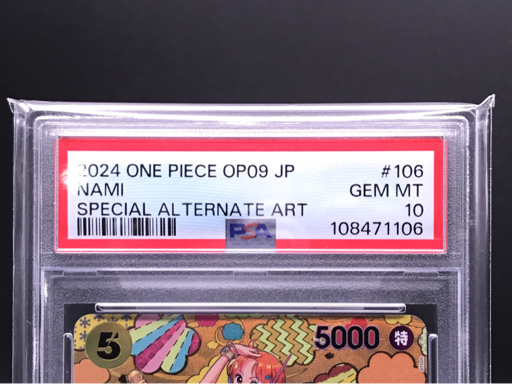 2024 ONE PIECE OP09 JP #106
NAMI GEM MT
SPECIAL ALTERNATE ART 10
PSA 108471106
5 5000 特